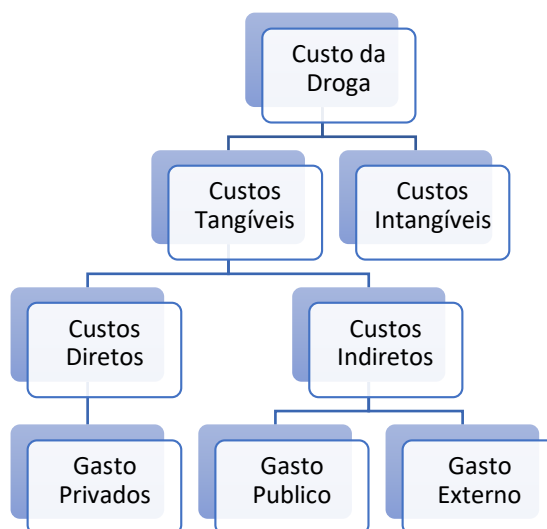 Custo da
Droga
Custos
Tangíveis
Custos
Intangíveis
Custos
Diretos
Custos
Indiretos
Gasto
Privados
Gasto
Publico
Gasto
Externo